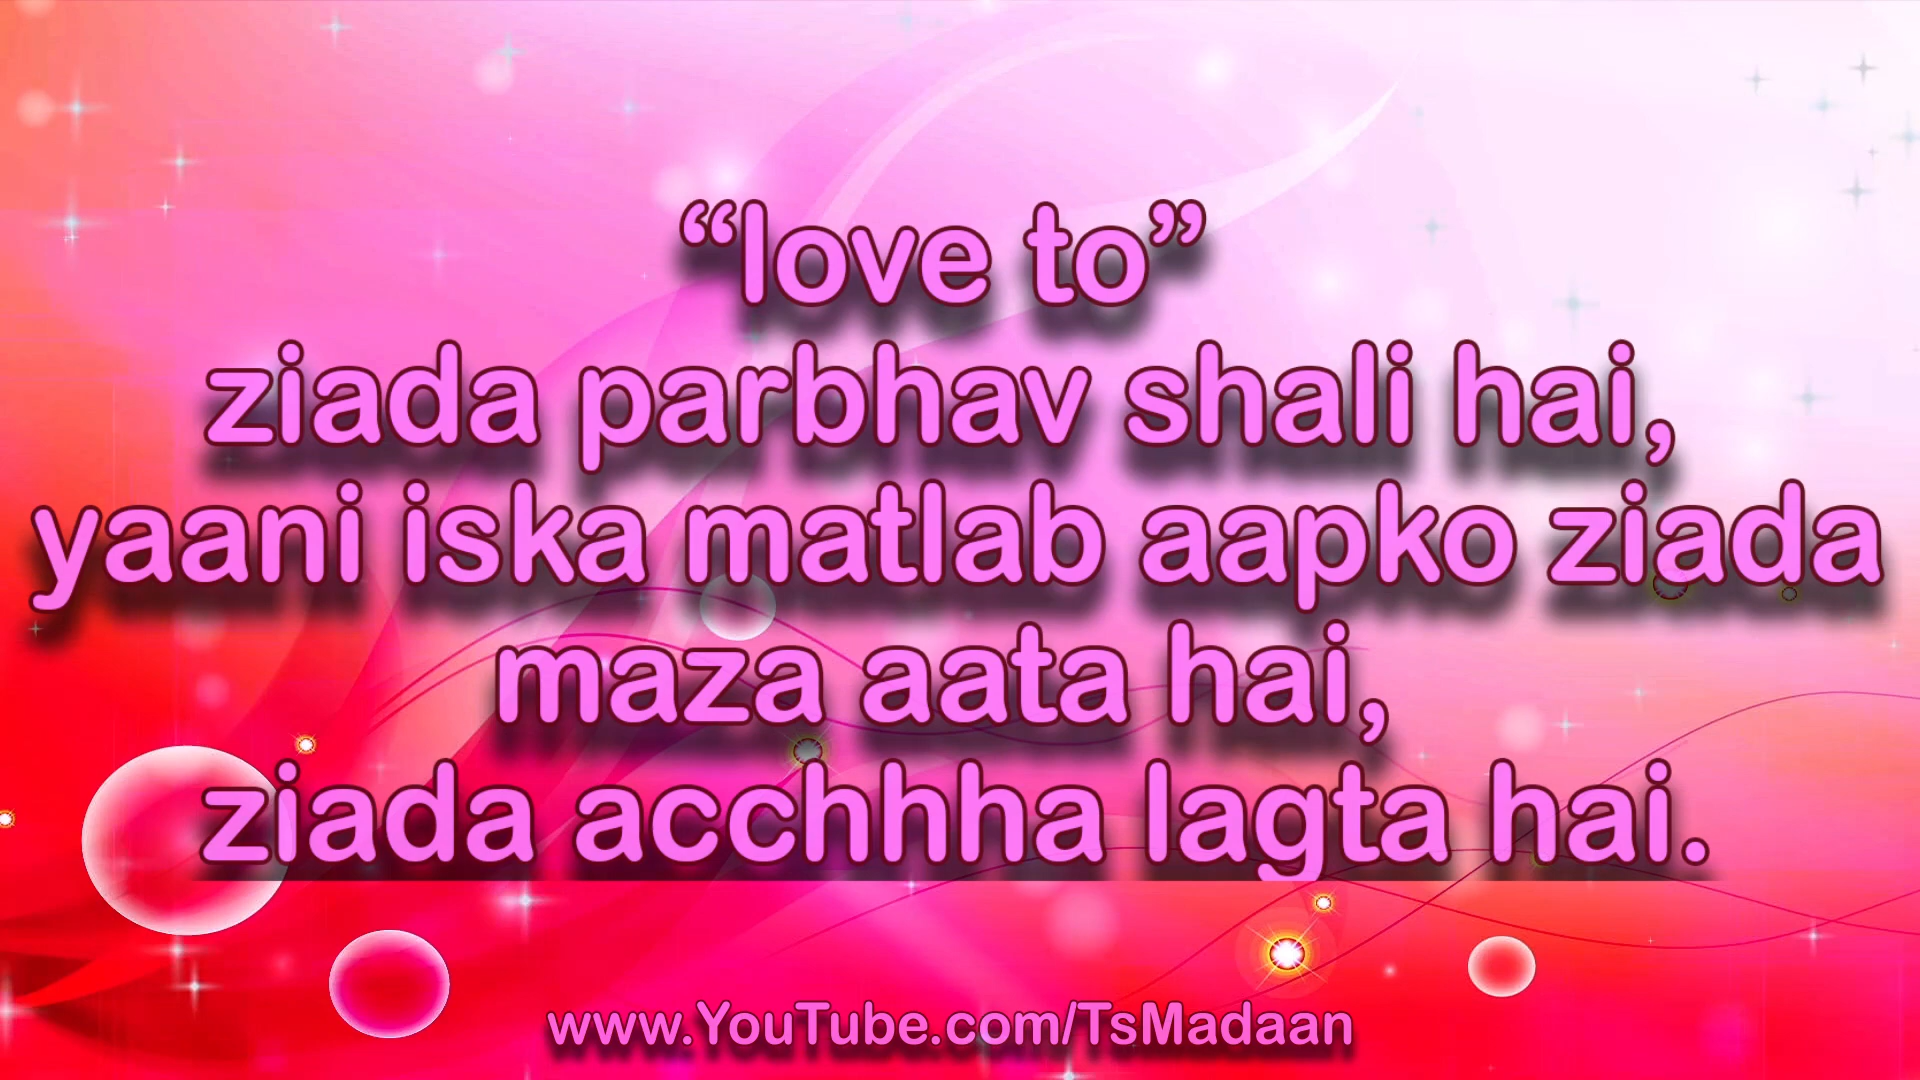 “love to”
ziada parbhav shali hai,
yaani iska matlab aapko ziada
maza aata hai,
ziada acchhha lagta hai.
www.YouTube.com/TsMadaan